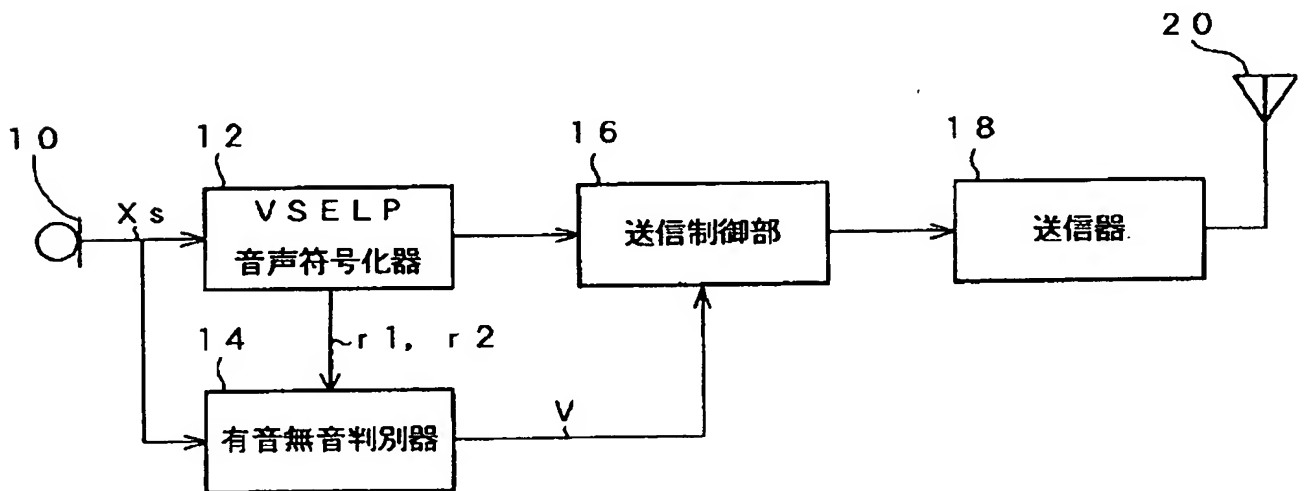 ２０
１０
１２
１６
１８
Ｘｓ
ＶＳＥＬＰ
音声符号化器
送信制御部
送信器
１４
ｒ１，ｒ２
有音無音判別器
Ｖ